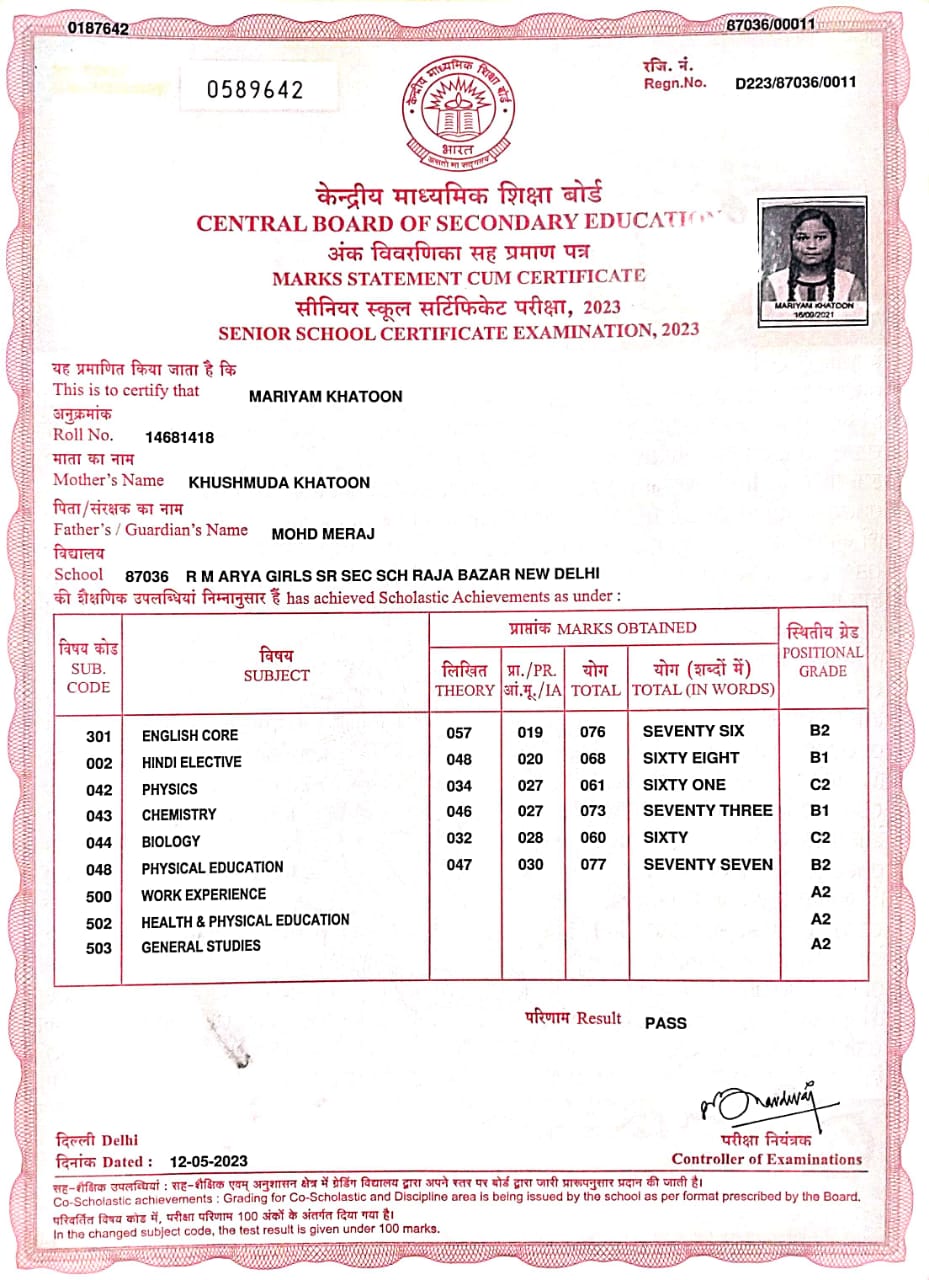 0187642
87036/00011
0589642
रजि. नं.
Regn.No. D223/87036/0011
केन्द्रीय माध्यमिक शिक्षा बोर्ड
भारत
असतो मा सद्गमय
केन्द्रीय माध्यमिक शिक्षा बोर्ड
CENTRAL BOARD OF SECONDARY EDUCATION
अंक विवरणिका सह प्रमाण पत्र
MARKS STATEMENT CUM CERTIFICATE
सीनियर स्कूल सर्टिफिकेट परीक्षा, 2023
SENIOR SCHOOL CERTIFICATE EXAMINATION, 2023
MARIYAM KHATOON
16/09/2021
यह प्रमाणित किया जाता है कि
This is to certify that MARIYAM KHATOON
अनुक्रमांक
Roll No. 14681418
माता का नाम
Mother's Name KHUSHMUDA KHATOON
पिता/संरक्षक का नाम
Father's / Guardian's Name MOHD MERAJ
विद्यालय
School 87036 R M ARYA GIRLS SR SEC SCH RAJA BAZAR NEW DELHI
की शैक्षणिक उपलब्धियां निम्नानुसार हैं has achieved Scholastic Achievements as under :
विषय कोड
SUB.
CODE
विषय
SUBJECT
प्राप्तांक MARKS OBTAINED
लिखित
THEORY
प्रा./PR.
आं.मू./IA
योग
TOTAL
योग (शब्दों में)
TOTAL (IN WORDS)
स्थितीय ग्रेड
POSITIONAL
GRADE
301 ENGLISH CORE 057 019 076 SEVENTY SIX B2
002 HINDI ELECTIVE 048 020 068 SIXTY EIGHT B1
042 PHYSICS 034 027 061 SIXTY ONE C2
043 CHEMISTRY 046 027 073 SEVENTY THREE B1
044 BIOLOGY 032 028 060 SIXTY C2
048 PHYSICAL EDUCATION 047 030 077 SEVENTY SEVEN B2
500 WORK EXPERIENCE A2
502 HEALTH & PHYSICAL EDUCATION A2
503 GENERAL STUDIES A2
परिणाम Result PASS
दिल्ली Delhi
दिनांक Dated : 12-05-2023
परीक्षा नियंत्रक
Controller of Examinations
सह-शैक्षिक उपलब्धियां : सह-शैक्षिक एवम् अनुशासन क्षेत्र में ग्रेडिंग विद्यालय द्वारा अपने स्तर पर बोर्ड द्वारा जारी प्रारूपनुसार प्रदान की जाती है।
Co-Scholastic achievements : Grading for Co-Scholastic and Discipline area is being issued by the school as per format prescribed by the Board.
परिवर्तित विषय कोड में, परीक्षा परिणाम 100 अंकों के अंतर्गत दिया गया है।
In the changed subject code, the test result is given under 100 marks.